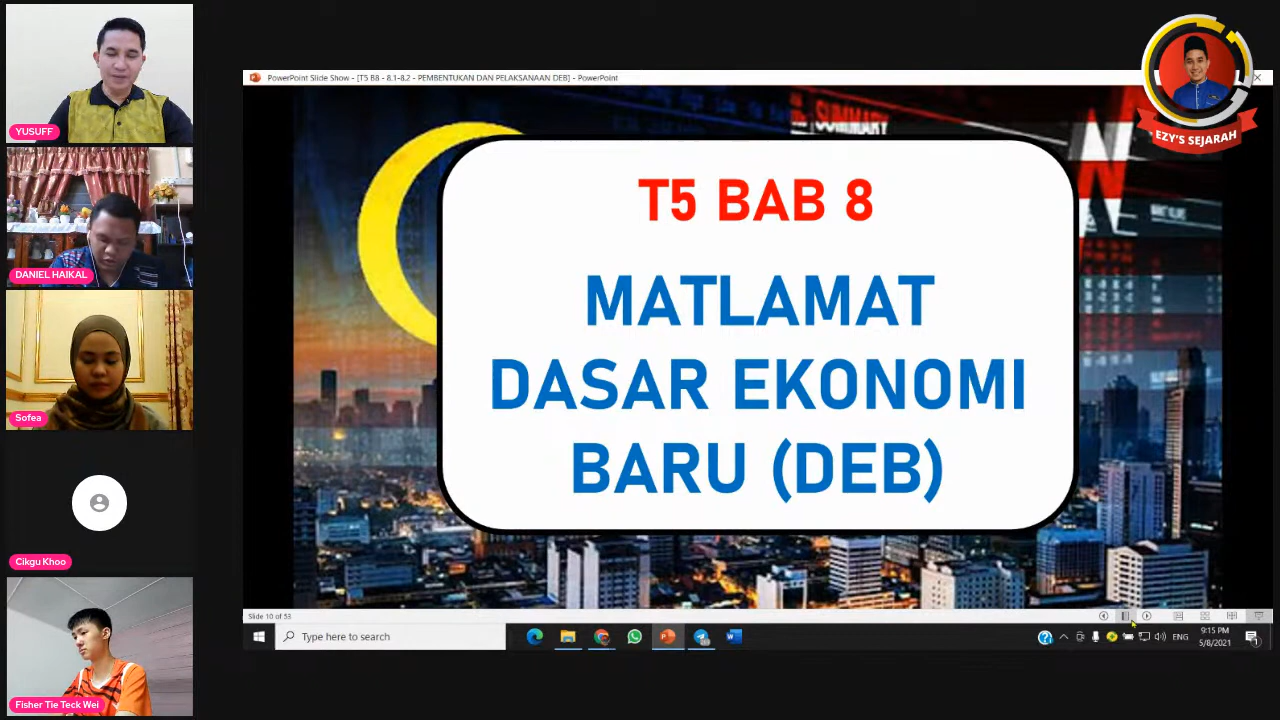 YUSUFF
DANIEL HAIKAL
Sofea
Cikgu Khoo
Fisher Tie Teck Wei
PowerPoint Slide Show - [T5 B8 - 8.1-8.2 - PEMBENTUKAN DAN PELAKSANAAN DEB] - PowerPoint
EZY'S SEJARAH
SUMMARY
T5 BAB 8
MATLAMAT
DASAR EKONOMI
BARU (DEB)
Slide 10 of 53
Type here to search
ENG
9:15 PM
5/8/2021